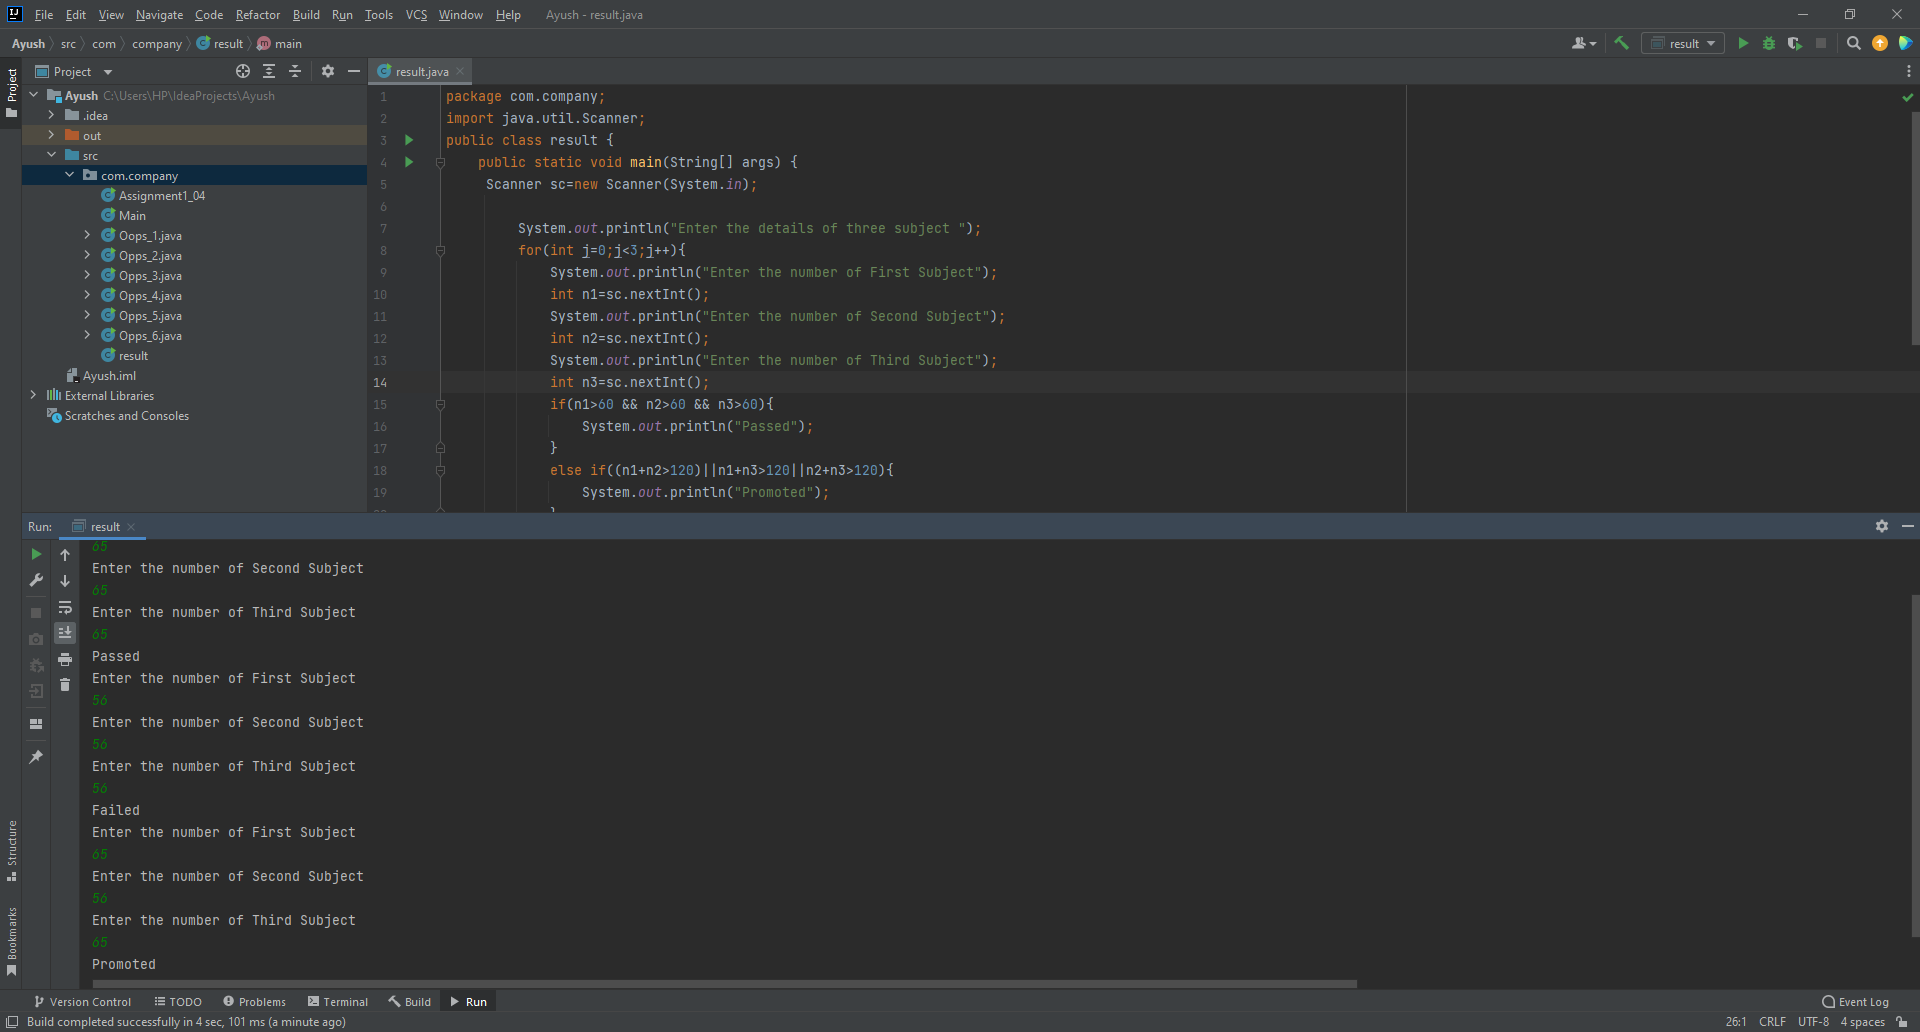 File Edit View Navigate Code Refactor Build Run Tools VCS Window Help Ayush - result.java
Ayush src com company result main
result
Project
result.java
Project
Ayush C:\Users\HP\IdeaProjects\Ayush
.idea
out
src
com.company
Assignment1_04
Main
Oops_1.java
Opps_2.java
Opps_3.java
Opps_4.java
Opps_5.java
Opps_6.java
result
Ayush.iml
External Libraries
Scratches and Consoles
1 package com.company;
2 import java.util.Scanner;
3 public class result {
4 public static void main(String[] args) {
5 Scanner sc=new Scanner(System.in);
6
7 System.out.println("Enter the details of three subject ");
8 for(int j=0;j<3;j++){
9 System.out.println("Enter the number of First Subject");
10 int n1=sc.nextInt();
11 System.out.println("Enter the number of Second Subject");
12 int n2=sc.nextInt();
13 System.out.println("Enter the number of Third Subject");
14 int n3=sc.nextInt();
15 if(n1>60 && n2>60 && n3>60){
16 System.out.println("Passed");
17 }
18 else if((n1+n2>120)||n1+n3>120||n2+n3>120){
19 System.out.println("Promoted");
Run: result
65
Enter the number of Second Subject
65
Enter the number of Third Subject
65
Passed
Enter the number of First Subject
56
Enter the number of Second Subject
56
Enter the number of Third Subject
56
Failed
Enter the number of First Subject
65
Enter the number of Second Subject
56
Enter the number of Third Subject
65
Promoted
Structure
Bookmarks
Version Control TODO Problems Terminal Build Run Event Log
Build completed successfully in 4 sec, 101 ms (a minute ago) 26:1 CRLF UTF-8 4 spaces